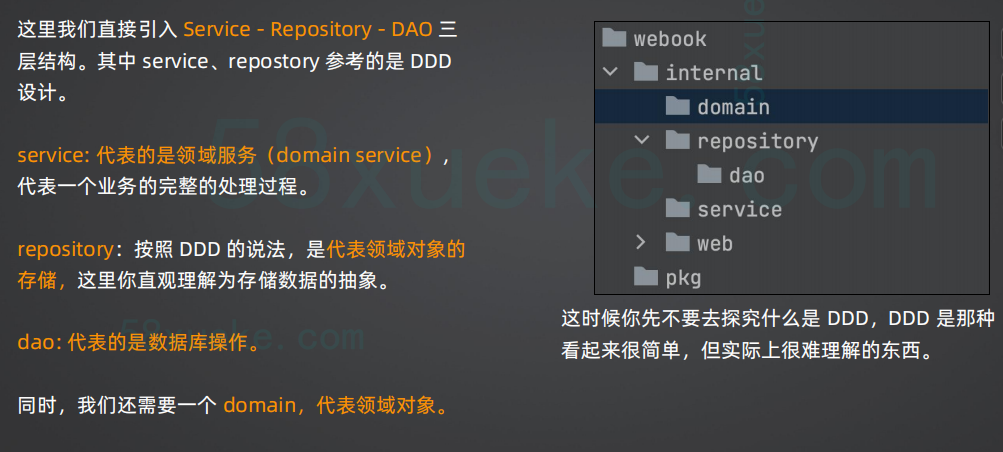 这里我们直接引入 Service - Repository - DAO 三
层结构。其中 service、repostory 参考的是 DDD
设计。
service: 代表的是领域服务（domain service），
代表一个业务的完整的处理过程。
repository：按照 DDD 的说法，是代表领域对象的
存储，这里你直观理解为存储数据的抽象。
dao: 代表的是数据库操作。
同时，我们还需要一个 domain，代表领域对象。
webook
internal
domain
repository
dao
service
web
pkg
这时候你先不要去探究什么是 DDD，DDD 是那种
看起来很简单，但实际上很难理解的东西。
58xueke.com
58xueke.com
58xue